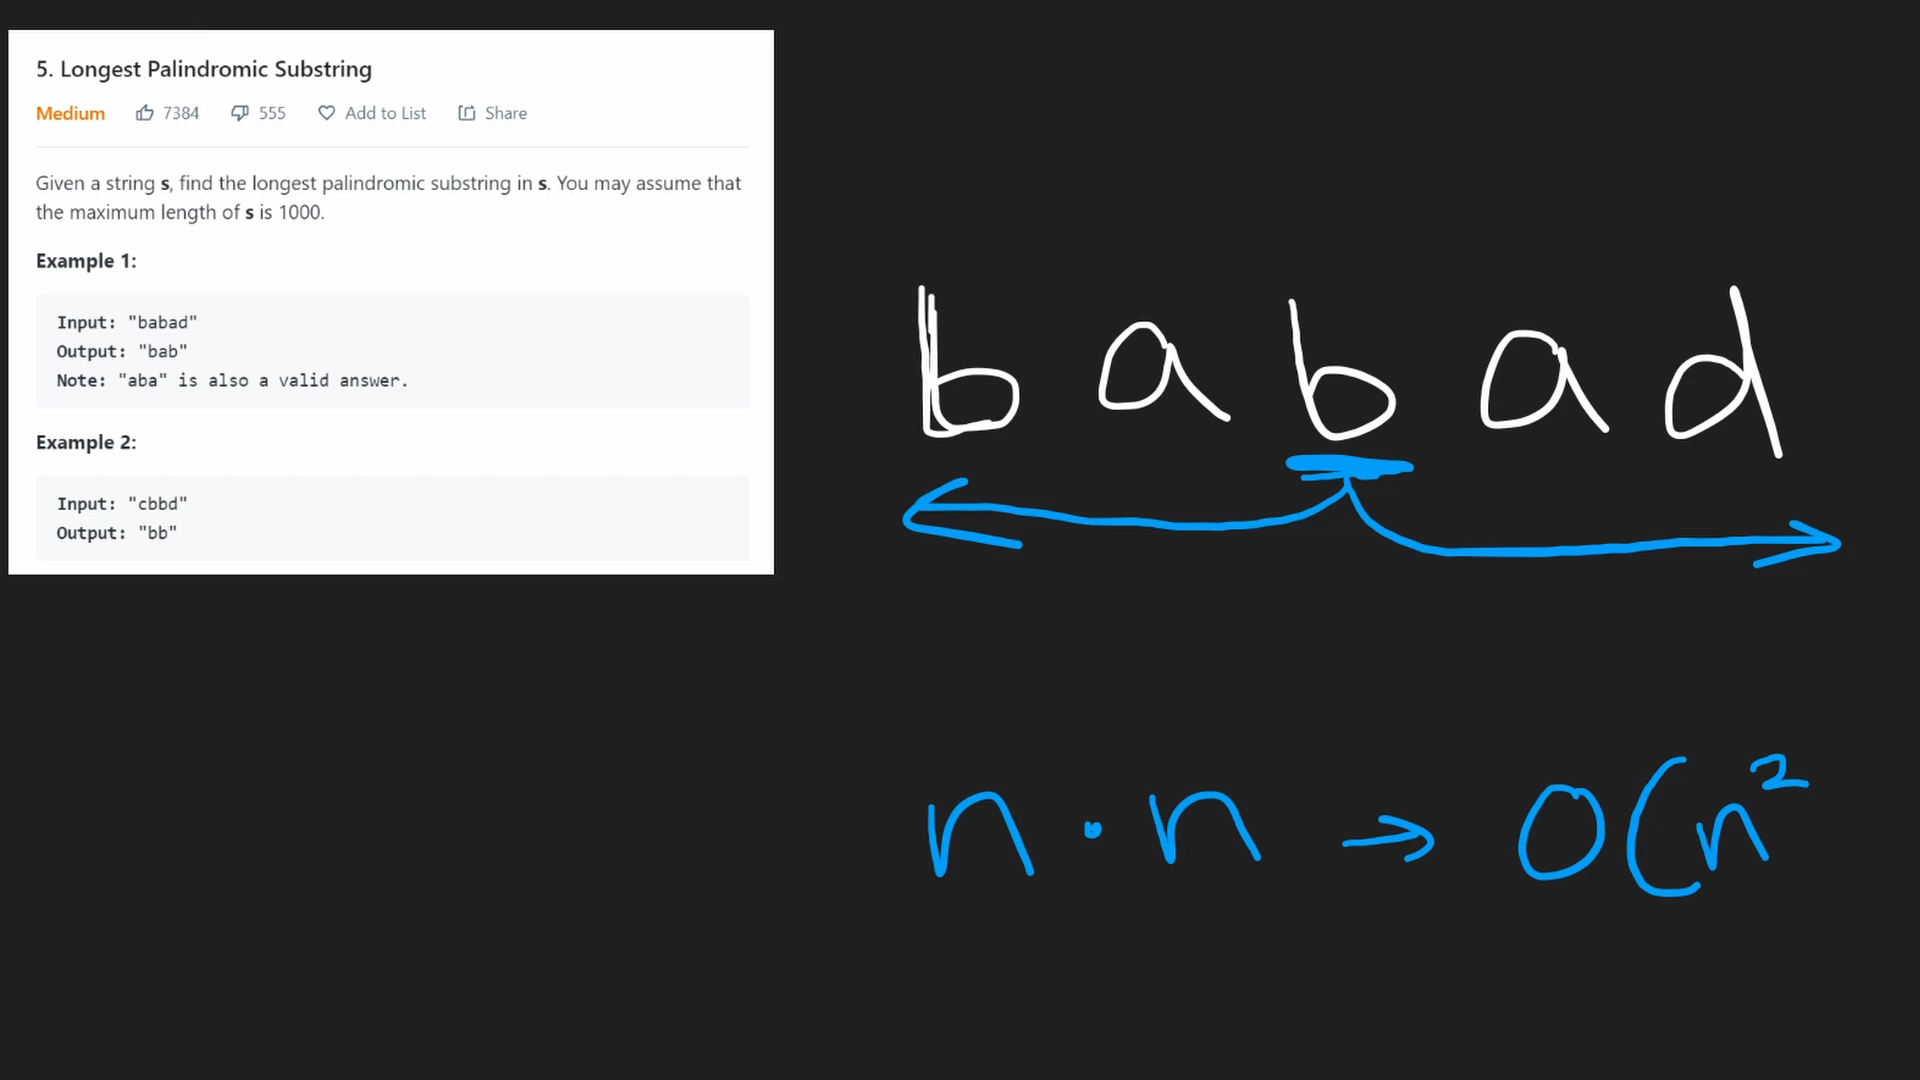 5. Longest Palindromic Substring
Medium 7384 555 Add to List Share
Given a string s, find the longest palindromic substring in s. You may assume that
the maximum length of s is 1000.
Example 1:
Input: "babad"
Output: "bab"
Note: "aba" is also a valid answer.
Example 2:
Input: "cbbd"
Output: "bb"
b a b a d
n · n → O(n²